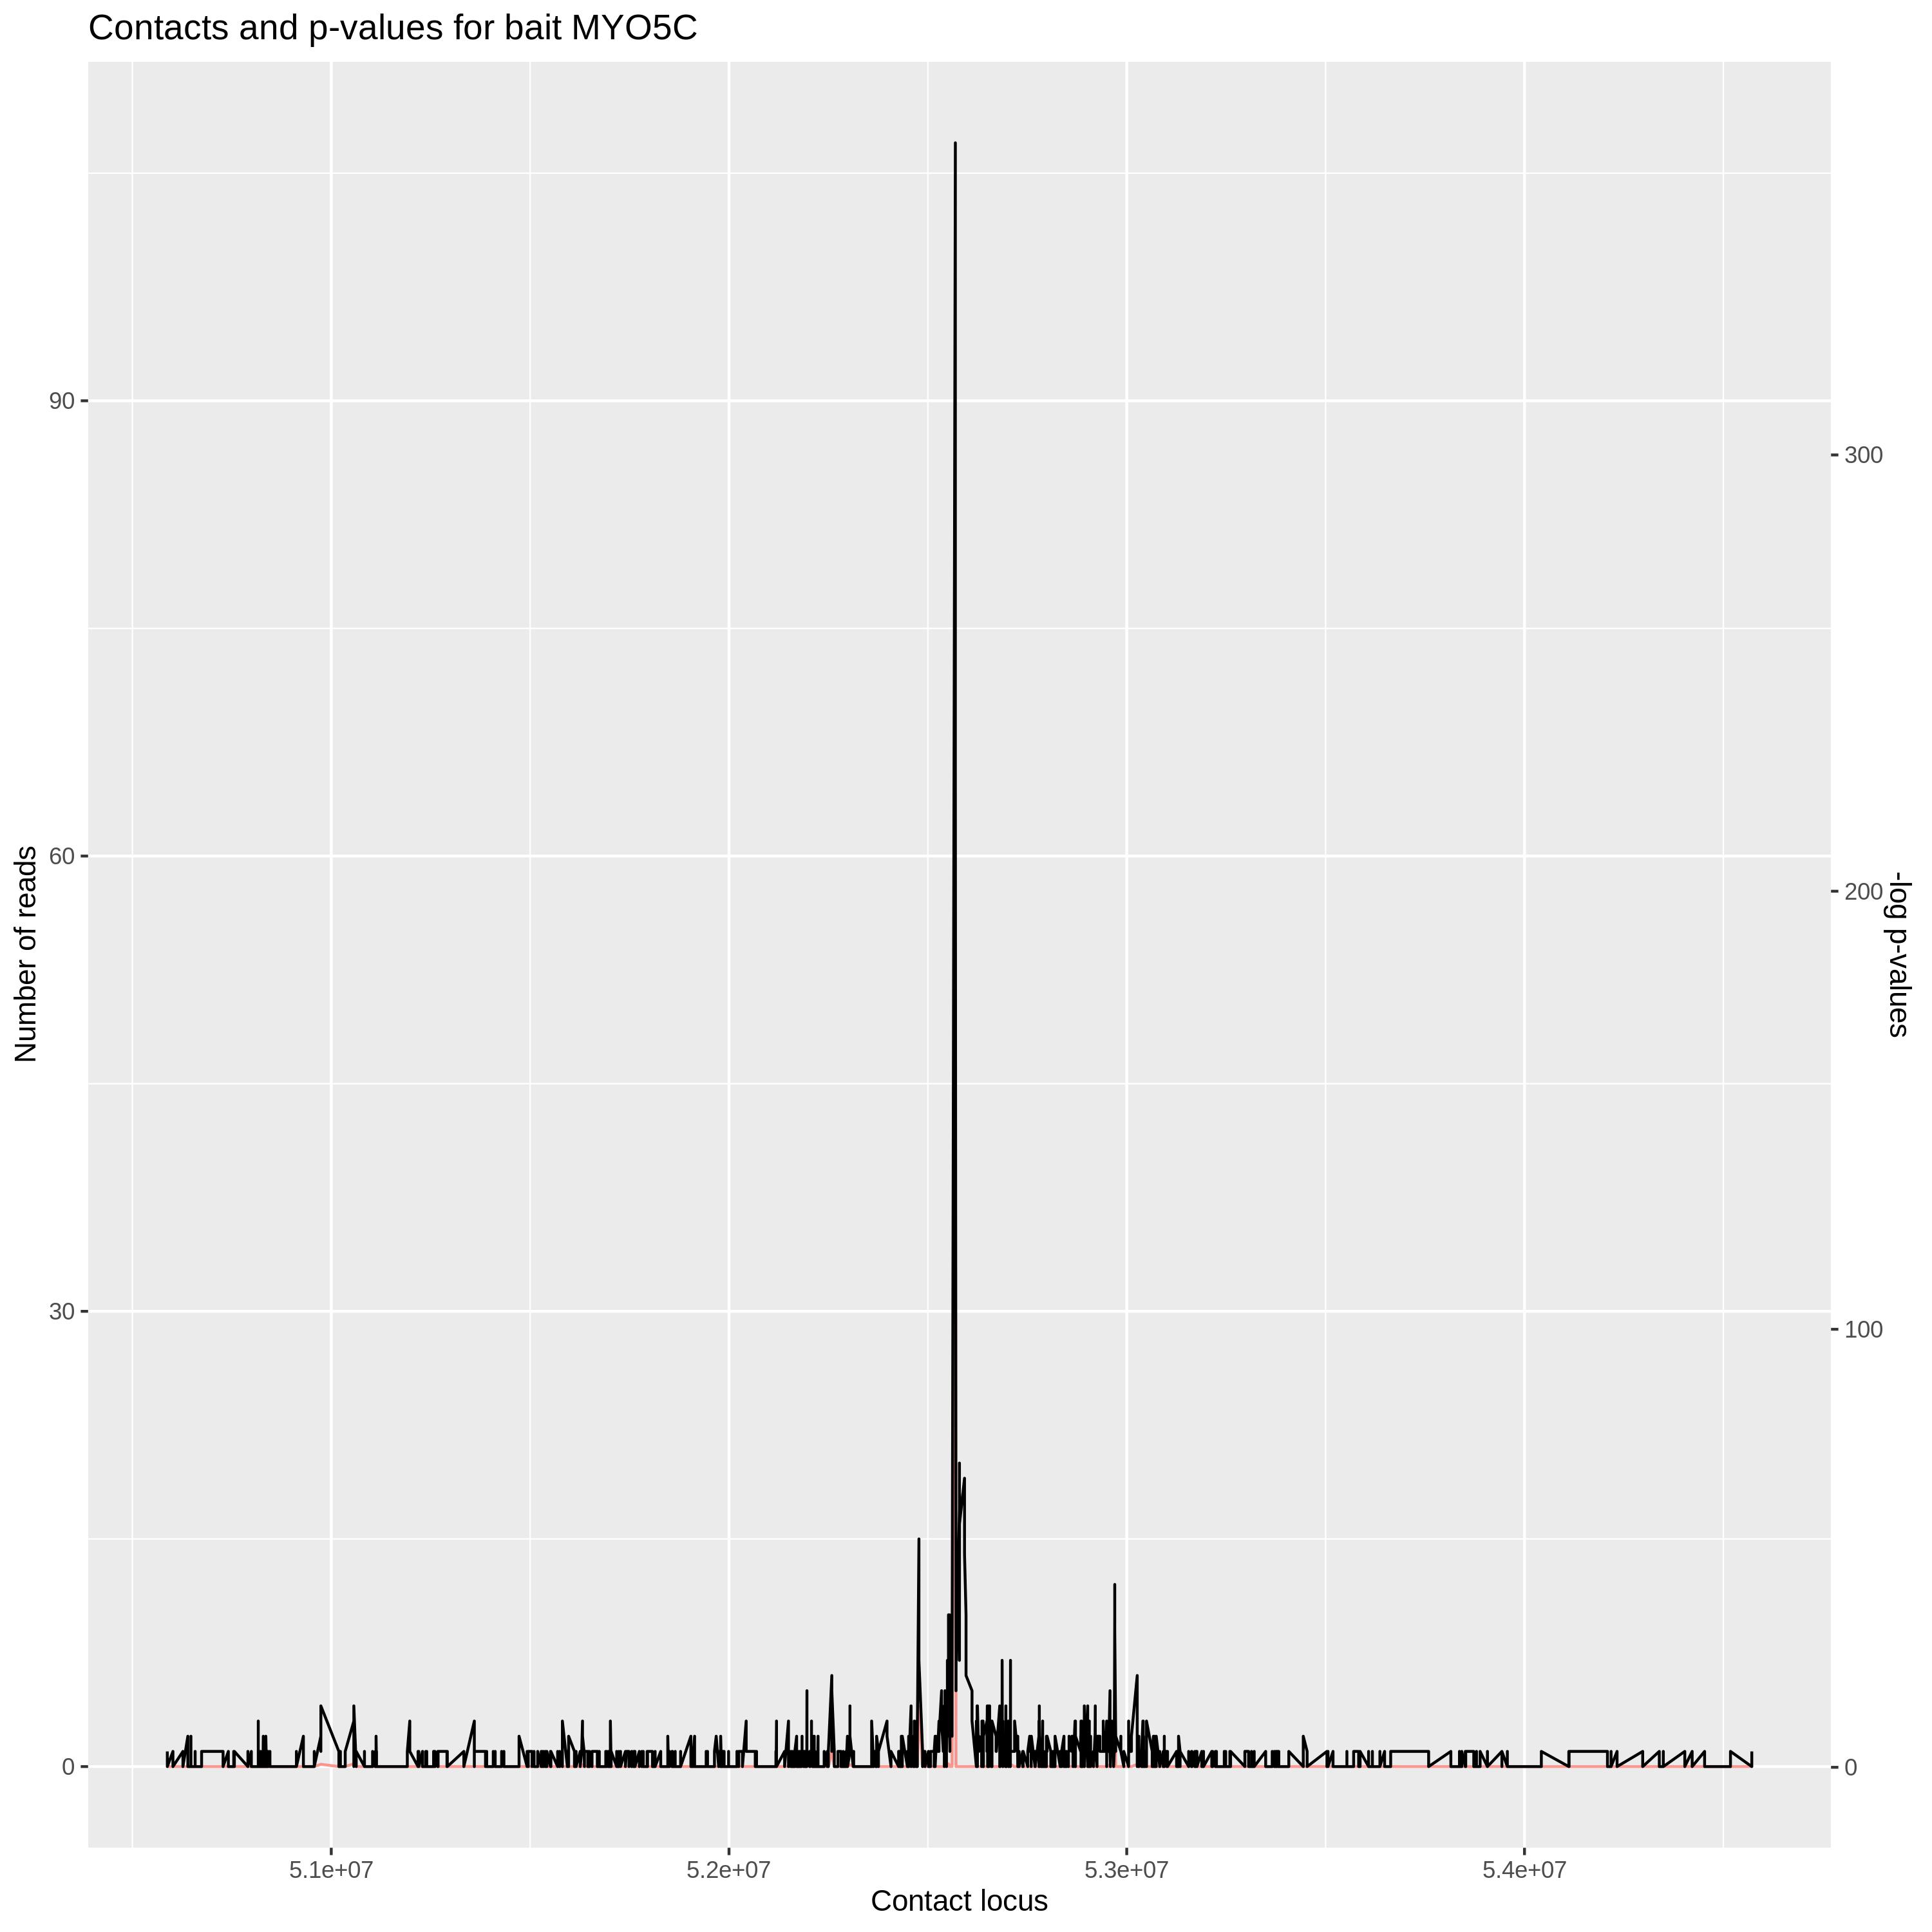 Contacts and p-values for bait MYO5C
90
60
30
0
300
200
100
0
Number of reads
-log p-values
5.1e+07
5.2e+07
5.3e+07
5.4e+07
Contact locus